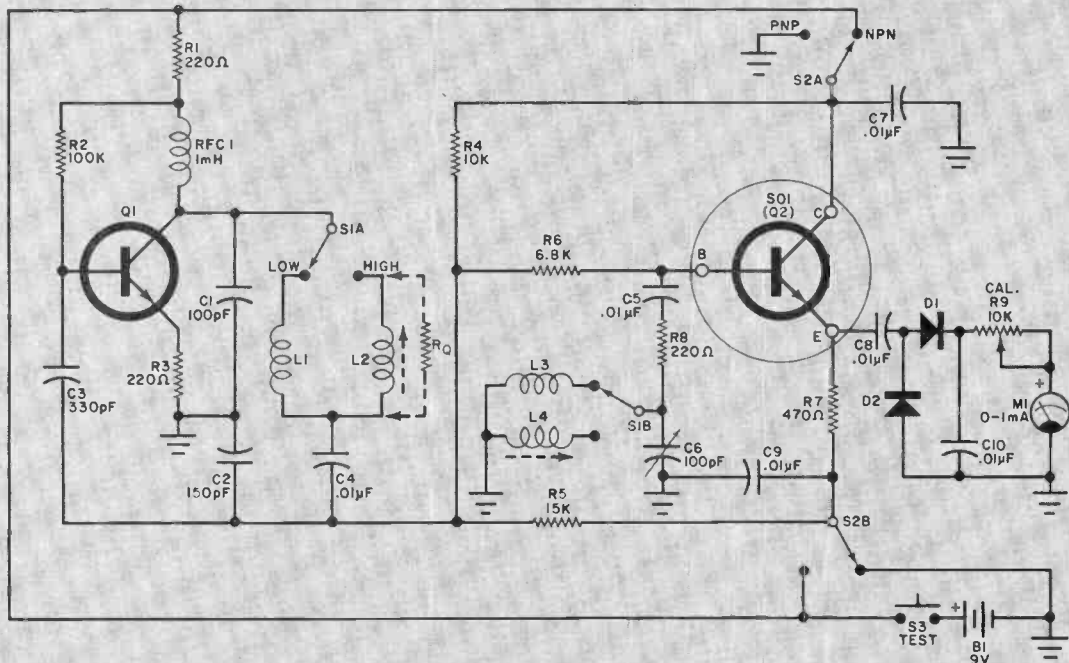 R1
220Ω
PNP
NPN
S2A
C7
.01µF
R2
100K
RFC1
1mH
R4
10K
Q1
S1A
SO1
(Q2)
C
LOW
HIGH
R6
6.8K
B
C1
100pF
C5
.01µF
CAL.
R9
10K
D1
E
C8
.01µF
L1
L2
RQ
R8
220Ω
R3
220Ω
L3
R7
470Ω
D2
+
M1
0-1mA
C3
330pF
L4
S1B
C6
100pF
C9
.01µF
C10
.01µF
C2
150pF
C4
.01µF
R5
15K
S2B
S3
TEST
+
B1
9V